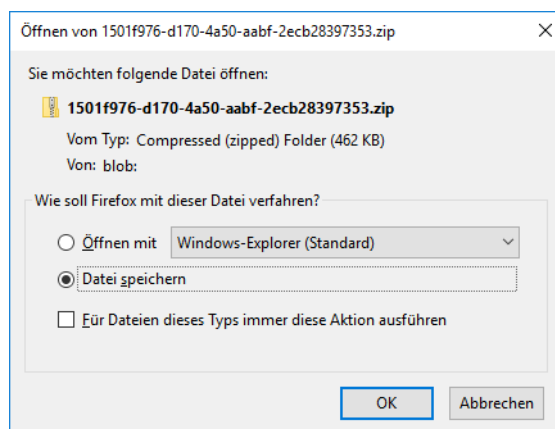 Öffnen von 1501f976-d170-4a50-aabf-2ecb28397353.zip
Sie möchten folgende Datei öffnen:
1501f976-d170-4a50-aabf-2ecb28397353.zip
Vom Typ: Compressed (zipped) Folder (462 KB)
Von: blob:
Wie soll Firefox mit dieser Datei verfahren?
Öffnen mit Windows-Explorer (Standard)
Datei speichern
Für Dateien dieses Typs immer diese Aktion ausführen
OK Abbrechen